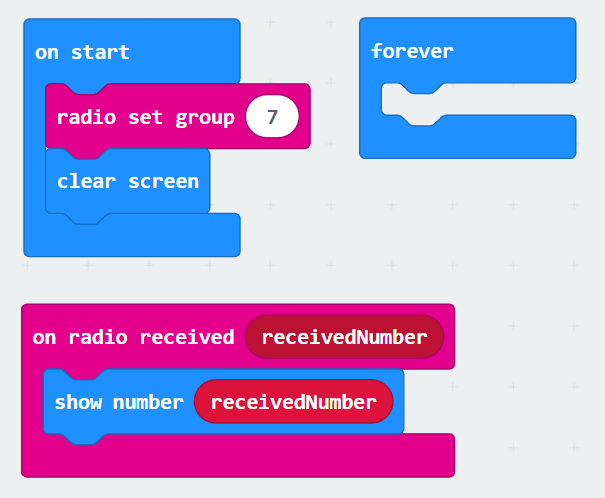 on start
radio set group 7
clear screen
forever
on radio received receivedNumber
show number receivedNumber